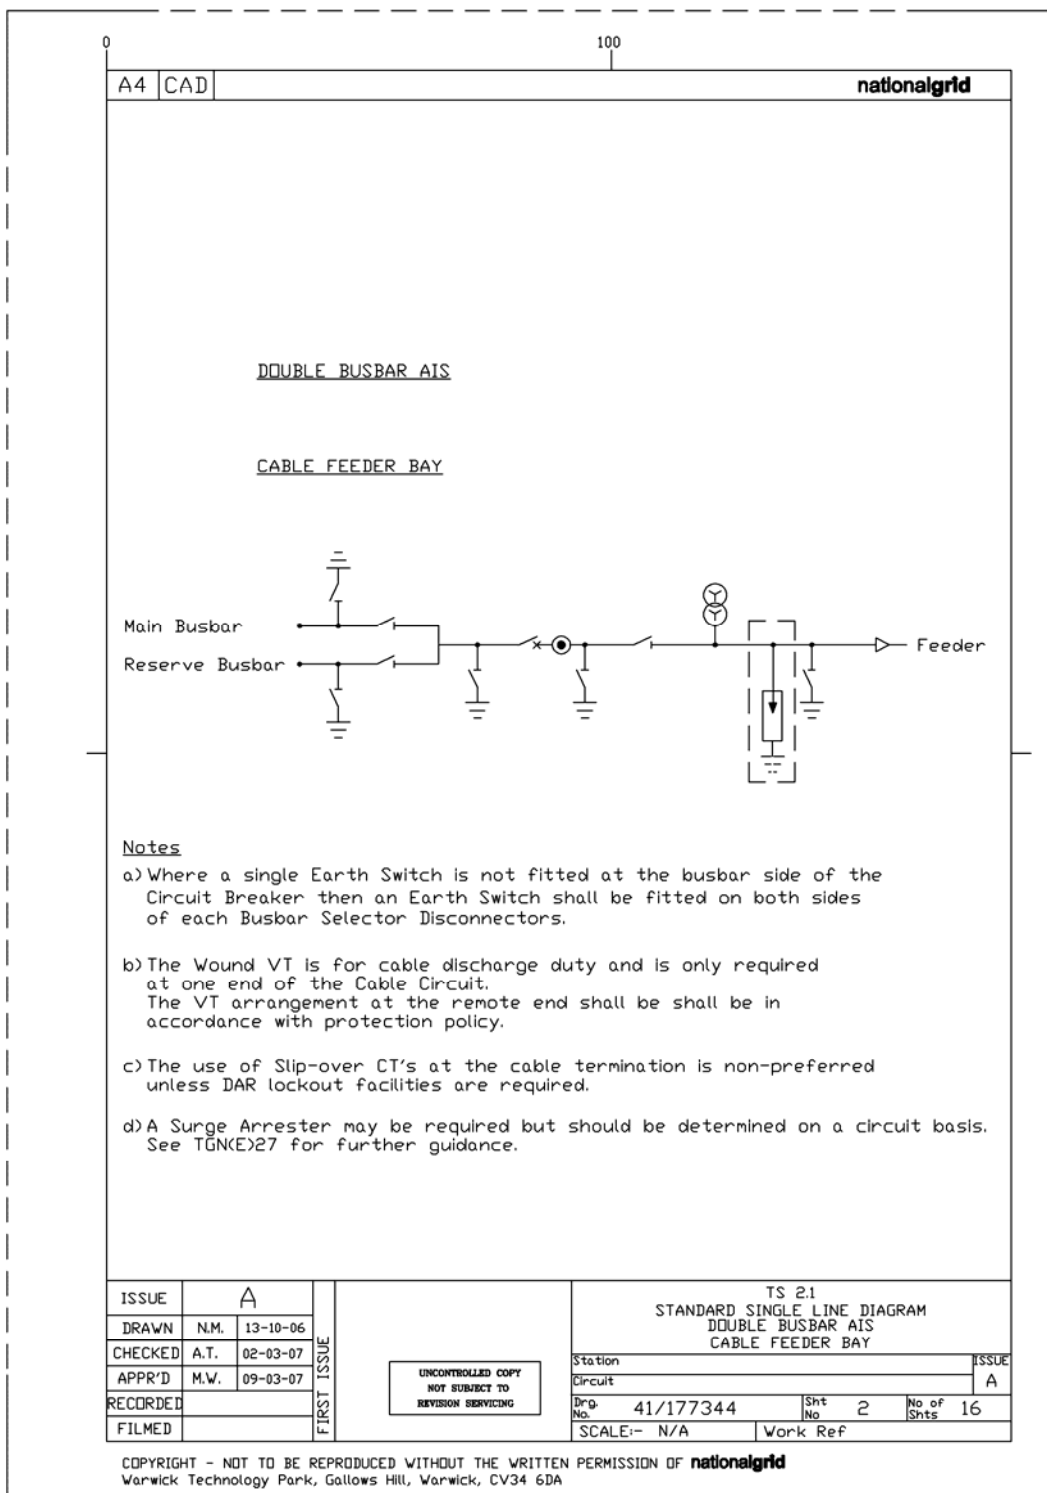 0 100
A4 CAD nationalgrid
DOUBLE BUSBAR AIS
CABLE FEEDER BAY
Main Busbar
Reserve Busbar
Feeder
Notes
a) Where a single Earth Switch is not fitted at the busbar side of the
Circuit Breaker then an Earth Switch shall be fitted on both sides
of each Busbar Selector Disconnectors.
b) The Wound VT is for cable discharge duty and is only required
at one end of the Cable Circuit.
The VT arrangement at the remote end shall be shall be in
accordance with protection policy.
c) The use of Slip-over CT's at the cable termination is non-preferred
unless DAR lockout facilities are required.
d) A Surge Arrester may be required but should be determined on a circuit basis.
See TGN(E)27 for further guidance.
ISSUE A
DRAWN N.M. 13-10-06
CHECKED A.T. 02-03-07
APPR'D M.W. 09-03-07
RECORDED
FILMED
FIRST ISSUE
UNCONTROLLED COPY
NOT SUBJECT TO
REVISION SERVICING
TS 2.1
STANDARD SINGLE LINE DIAGRAM
DOUBLE BUSBAR AIS
CABLE FEEDER BAY
Station ISSUE
Circuit A
Drg. No. 41/177344 Sht No 2 No of Shts 16
SCALE:- N/A Work Ref
COPYRIGHT - NOT TO BE REPRODUCED WITHOUT THE WRITTEN PERMISSION OF nationalgrid
Warwick Technology Park, Gallows Hill, Warwick, CV34 6DA